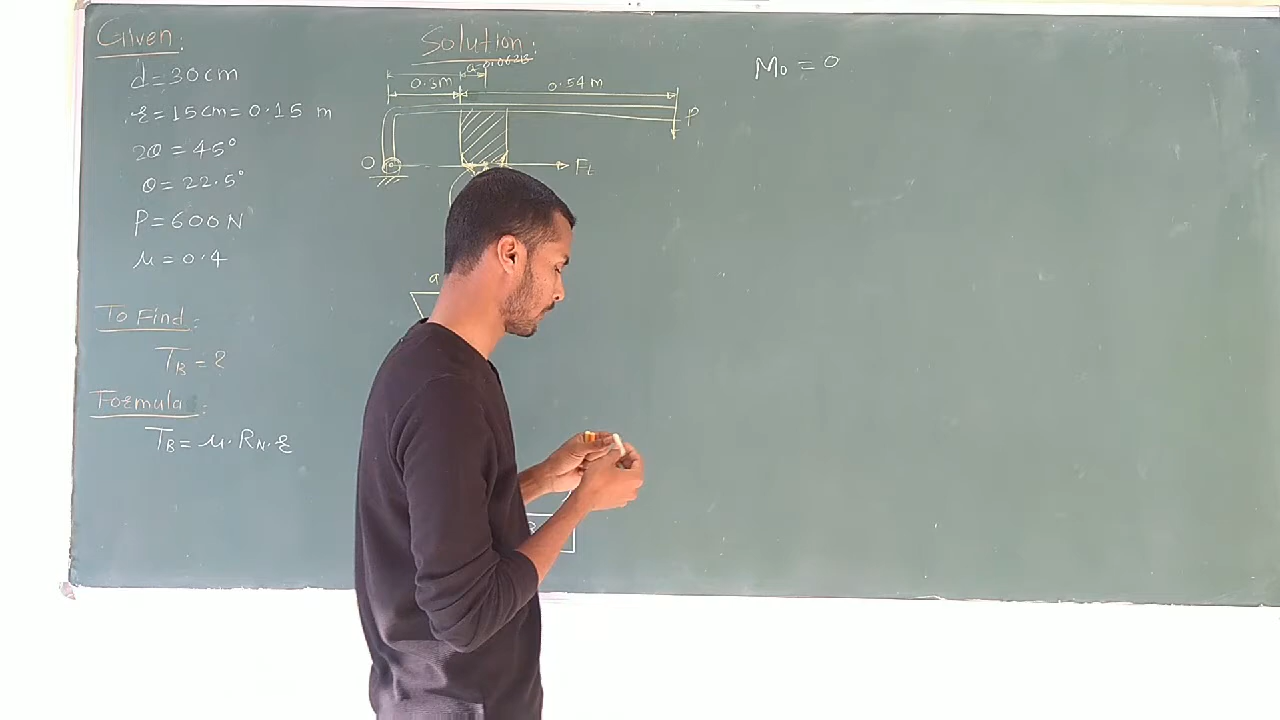 Given:
d = 30 cm
r = 15 cm = 0.15 m
2θ = 45°
θ = 22.5°
P = 600 N
μ = 0.4
To Find:
T_B = ?
Formula:
T_B = μ. R_N. r
Solution:
0.3m
0.54 m
P
O
F_t
a
M_o = 0